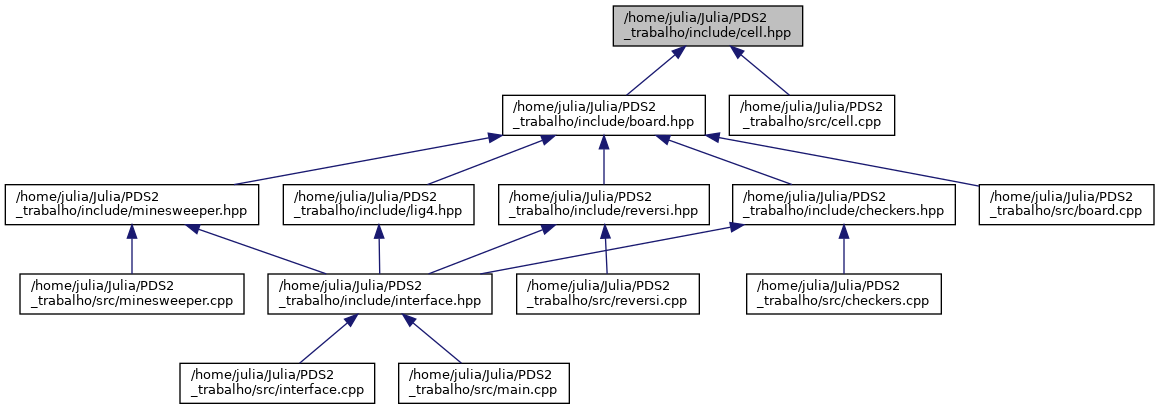 /home/julia/Julia/PDS2
_trabalho/include/cell.hpp
/home/julia/Julia/PDS2
_trabalho/include/board.hpp
/home/julia/Julia/PDS2
_trabalho/src/cell.cpp
/home/julia/Julia/PDS2
_trabalho/include/minesweeper.hpp
/home/julia/Julia/PDS2
_trabalho/include/lig4.hpp
/home/julia/Julia/PDS2
_trabalho/include/reversi.hpp
/home/julia/Julia/PDS2
_trabalho/include/checkers.hpp
/home/julia/Julia/PDS2
_trabalho/src/board.cpp
/home/julia/Julia/PDS2
_trabalho/src/minesweeper.cpp
/home/julia/Julia/PDS2
_trabalho/include/interface.hpp
/home/julia/Julia/PDS2
_trabalho/src/reversi.cpp
/home/julia/Julia/PDS2
_trabalho/src/checkers.cpp
/home/julia/Julia/PDS2
_trabalho/src/interface.cpp
/home/julia/Julia/PDS2
_trabalho/src/main.cpp